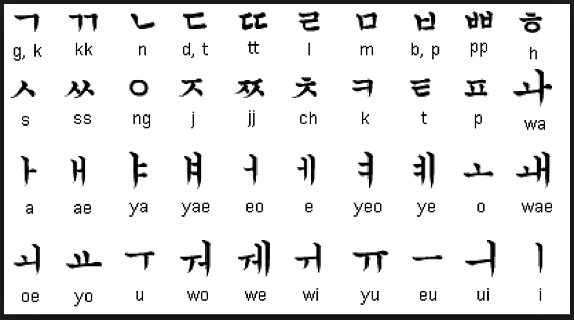 ㄱ ㄲ ㄴ ㄷ ㄸ ㄹ ㅁ ㅂ ㅃ ㅎ
g, k kk n d, t tt l m b, p pp h
ㅅ ㅆ ㅇ ㅈ ㅉ ㅊ ㅋ ㅌ ㅍ ㅘ
s ss ng j jj ch k t p wa
ㅏ ㅐ ㅑ ㅒ ㅓ ㅔ ㅕ ㅖ ㅗ ㅙ
a ae ya yae eo e yeo ye o wae
ㅚ ㅛ ㅜ ㅝ ㅞ ㅟ ㅠ ㅡ ㅢ ㅣ
oe yo u wo we wi yu eu ui i